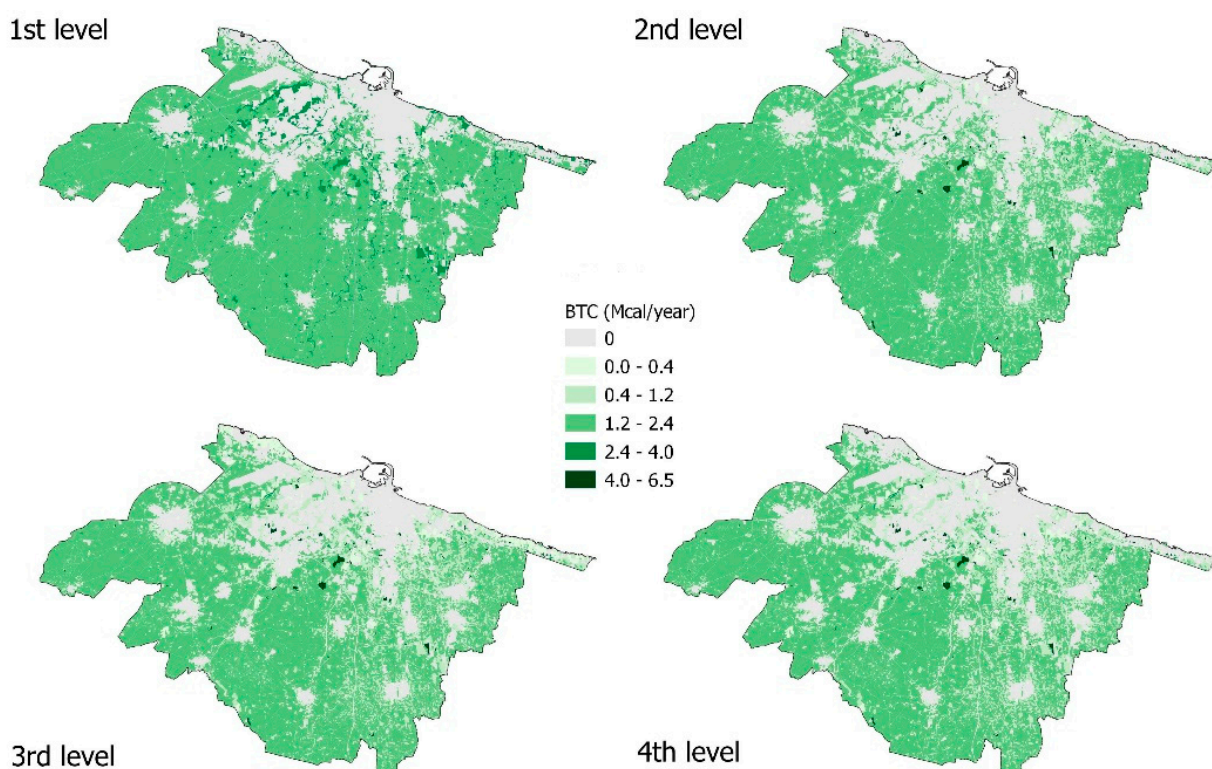 1st level
2nd level
BTC (Mcal/year)
0
0.0 - 0.4
0.4 - 1.2
1.2 - 2.4
2.4 - 4.0
4.0 - 6.5
3rd level
4th level